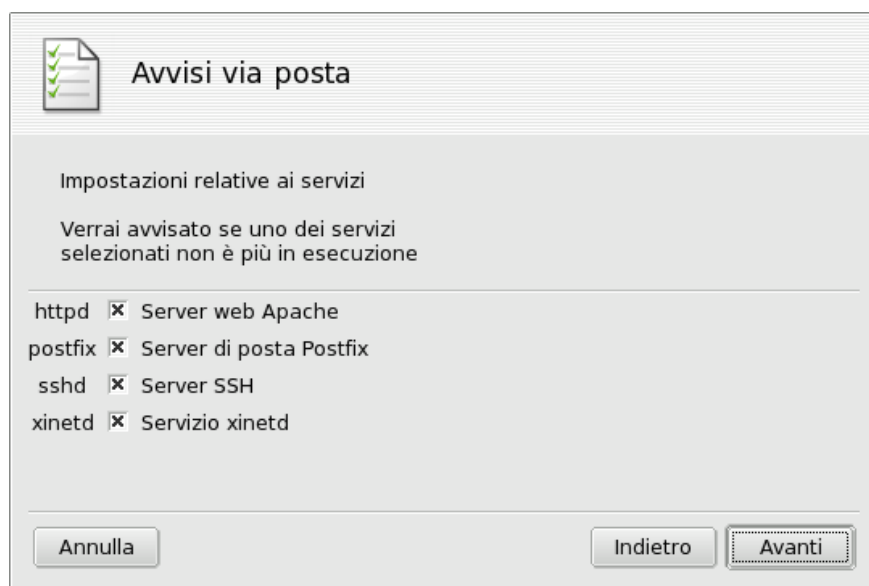 Avvisi via posta
Impostazioni relative ai servizi
Verrai avvisato se uno dei servizi
selezionati non è più in esecuzione
httpd Server web Apache
postfix Server di posta Postfix
sshd Server SSH
xinetd Servizio xinetd
Annulla Indietro Avanti